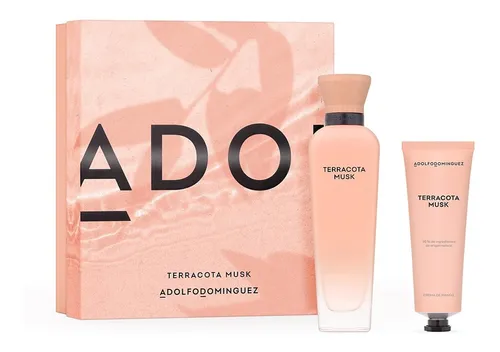 ADO
TERRACOTA MUSK
ADOLFODOMINGUEZ
TERRACOTA
MUSK
ADOLFODOMINGUEZ
TERRACOTA
MUSK